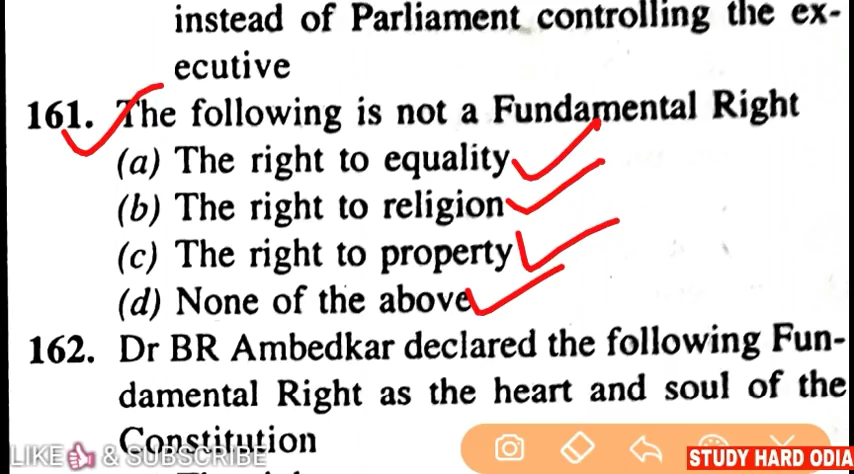 instead of Parliament controlling the ex-
ecutive
161. The following is not a Fundamental Right
(a) The right to equality
(b) The right to religion
(c) The right to property
(d) None of the above
162. Dr BR Ambedkar declared the following Fun-
damental Right as the heart and soul of the
Constitution
LIKE & SUBSCRIBE
STUDY HARD ODIA